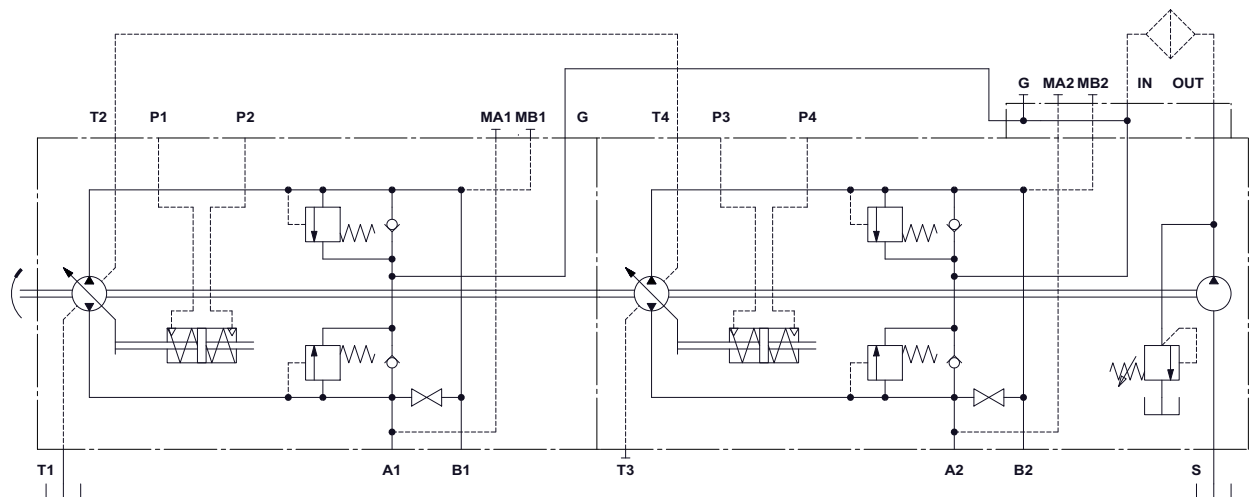 G MA2 MB2 IN OUT
T2 P1 P2 MA1 MB1 G T4 P3 P4
T1 A1 B1 T3 A2 B2 S